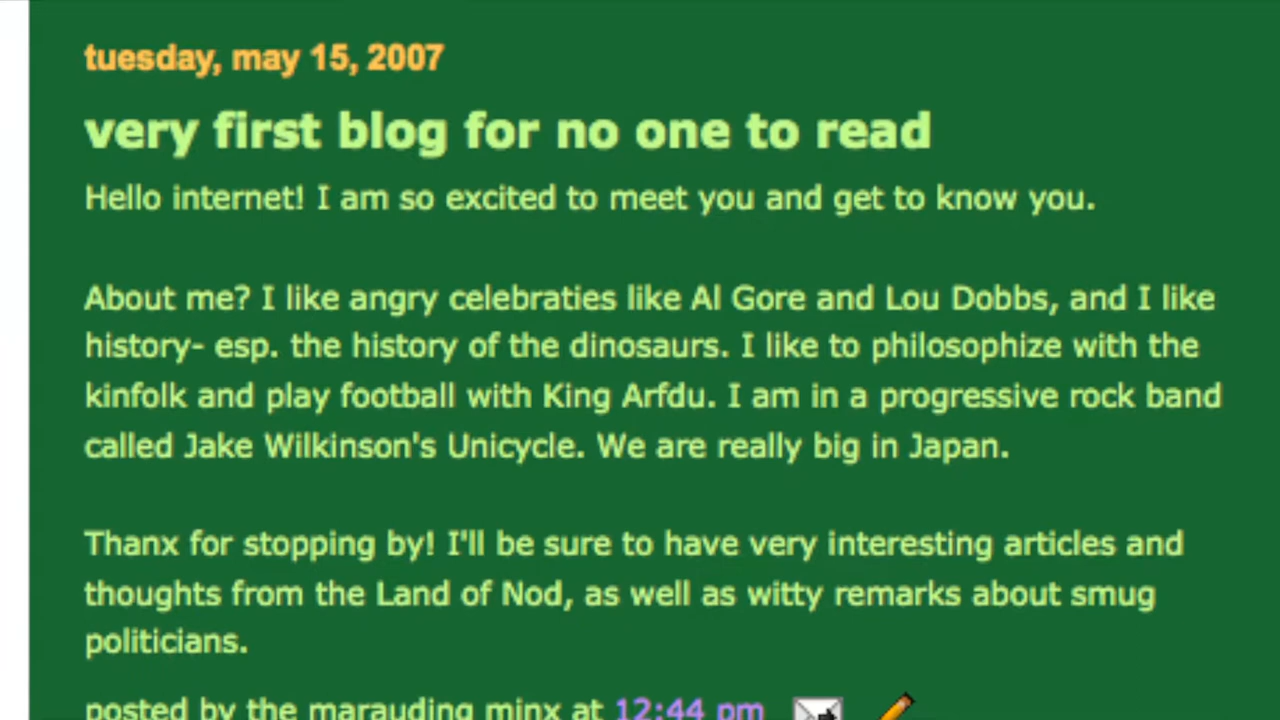 tuesday, may 15, 2007
very first blog for no one to read
Hello internet! I am so excited to meet you and get to know you.
About me? I like angry celebraties like Al Gore and Lou Dobbs, and I like
history- esp. the history of the dinosaurs. I like to philosophize with the
kinfolk and play football with King Arfdu. I am in a progressive rock band
called Jake Wilkinson's Unicycle. We are really big in Japan.
Thanx for stopping by! I'll be sure to have very interesting articles and
thoughts from the Land of Nod, as well as witty remarks about smug
politicians.
posted by the marauding minx at 12:44 pm